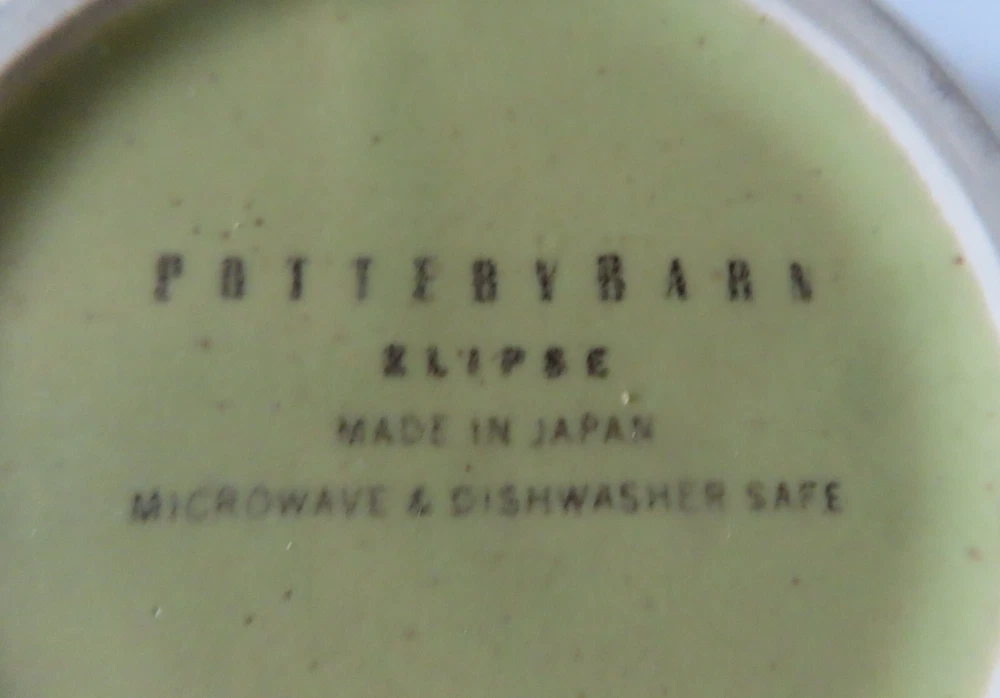 POTTERYBARN
ELIPSE
MADE IN JAPAN
MICROWAVE & DISHWASHER SAFE